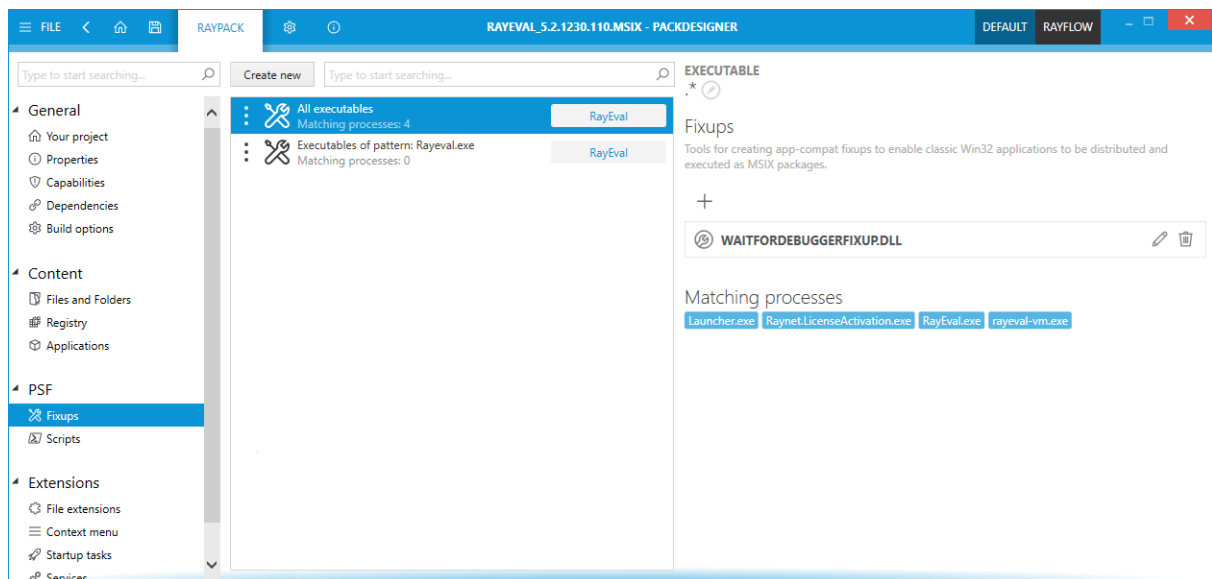 FILE
RAYPACK
RAYEVAL_5.2.1230.110.MSIX - PACKDESIGNER
DEFAULT
RAYFLOW
Type to start searching...
General
Your project
Properties
Capabilities
Dependencies
Build options
Content
Files and Folders
Registry
Applications
PSF
Fixups
Scripts
Extensions
File extensions
Context menu
Startup tasks
Services
Create new
Type to start searching...
All executables
Matching processes: 4
RayEval
Executables of pattern: Rayeval.exe
Matching processes: 0
RayEval
EXECUTABLE
.*
Fixups
Tools for creating app-compat fixups to enable classic Win32 applications to be distributed and
executed as MSIX packages.
WAITFORDEBUGGERFIXUP.DLL
Matching processes
Launcher.exe Raynet.LicenseActivation.exe RayEval.exe rayeval-vm.exe